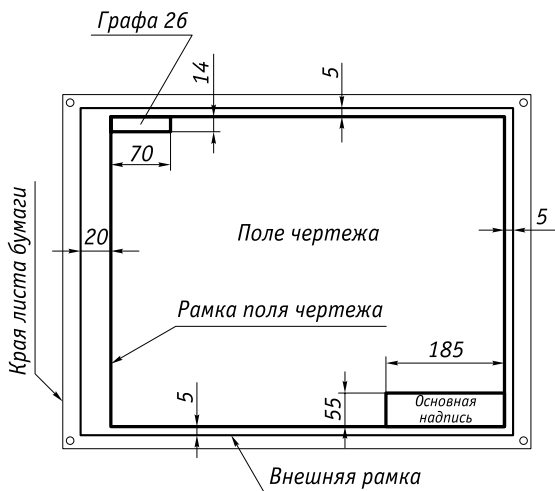 Графа 26
14
5
70
20
Поле чертежа
5
Края листа бумаги
Рамка поля чертежа
185
5
55
Основная
надпись
Внешняя рамка